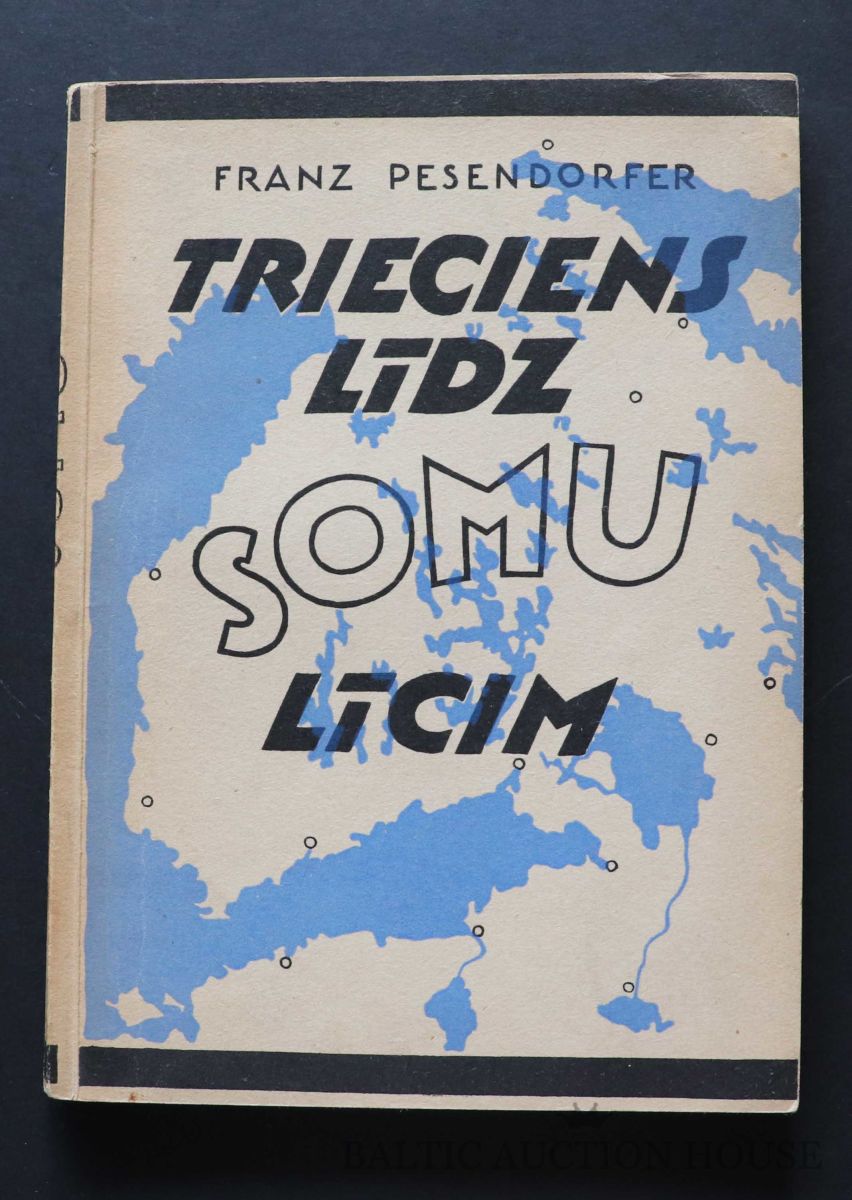 FRANZ PESENDORFER
TRIECIENS
LĪDZ
SOMU
LĪCIM
BALTIC AUCTION HOUSE